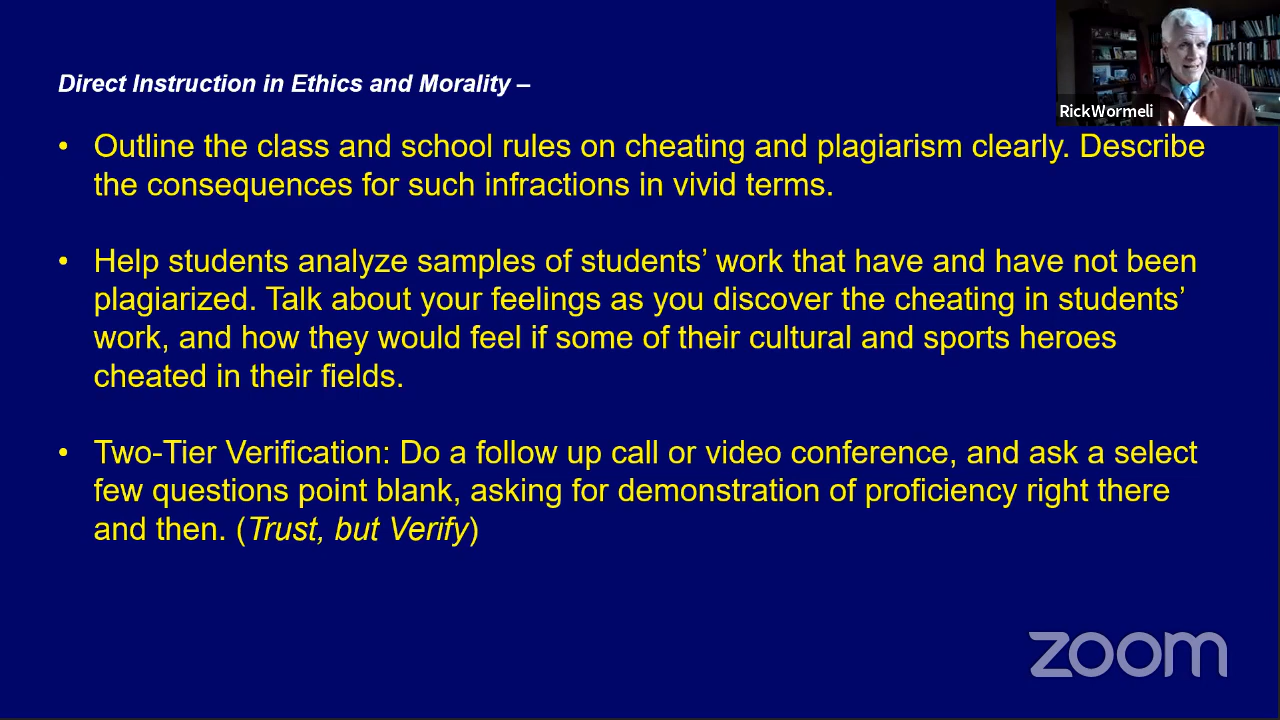 RickWormeli
Direct Instruction in Ethics and Morality –
• Outline the class and school rules on cheating and plagiarism clearly. Describe
the consequences for such infractions in vivid terms.
• Help students analyze samples of students’ work that have and have not been
plagiarized. Talk about your feelings as you discover the cheating in students’
work, and how they would feel if some of their cultural and sports heroes
cheated in their fields.
• Two-Tier Verification: Do a follow up call or video conference, and ask a select
few questions point blank, asking for demonstration of proficiency right there
and then. (Trust, but Verify)
zoom